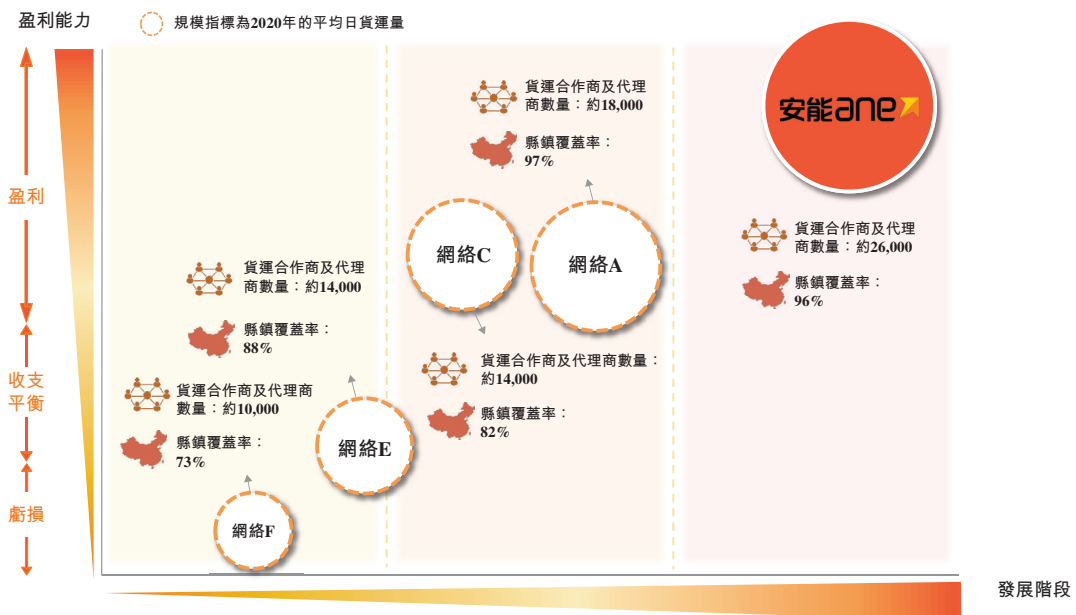 盈利能力
規模指標為2020年的平均日貨運量
盈利
收支
平衡
虧損
貨運合作商及代理
商數量：約18,000
縣鎮覆蓋率：
97%
安能ane
網絡C
網絡A
貨運合作商及代理
商數量：約26,000
縣鎮覆蓋率：
96%
貨運合作商及代理
商數量：約14,000
縣鎮覆蓋率：
88%
貨運合作商及代理商數量：
約14,000
縣鎮覆蓋率：
82%
貨運合作商及代理商
數量：約10,000
縣鎮覆蓋率：
73%
網絡E
網絡F
發展階段